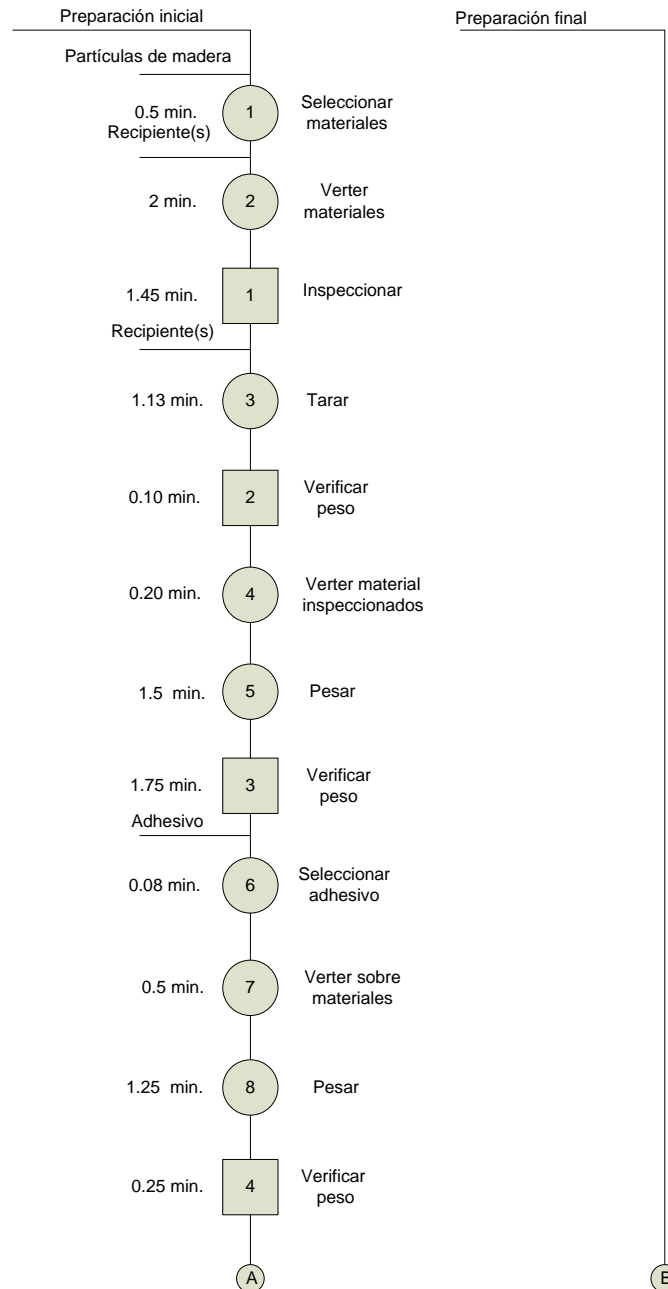 Preparación inicial
Preparación final
Partículas de madera
0.5 min.
1
Seleccionar
materiales
Recipiente(s)
2 min.
2
Verter
materiales
1.45 min.
1
Inspeccionar
Recipiente(s)
1.13 min.
3
Tarar
0.10 min.
2
Verificar
peso
0.20 min.
4
Verter material
inspeccionados
1.5 min.
5
Pesar
1.75 min.
3
Verificar
peso
Adhesivo
0.08 min.
6
Seleccionar
adhesivo
0.5 min.
7
Verter sobre
materiales
1.25 min.
8
Pesar
0.25 min.
4
Verificar
peso
A
B